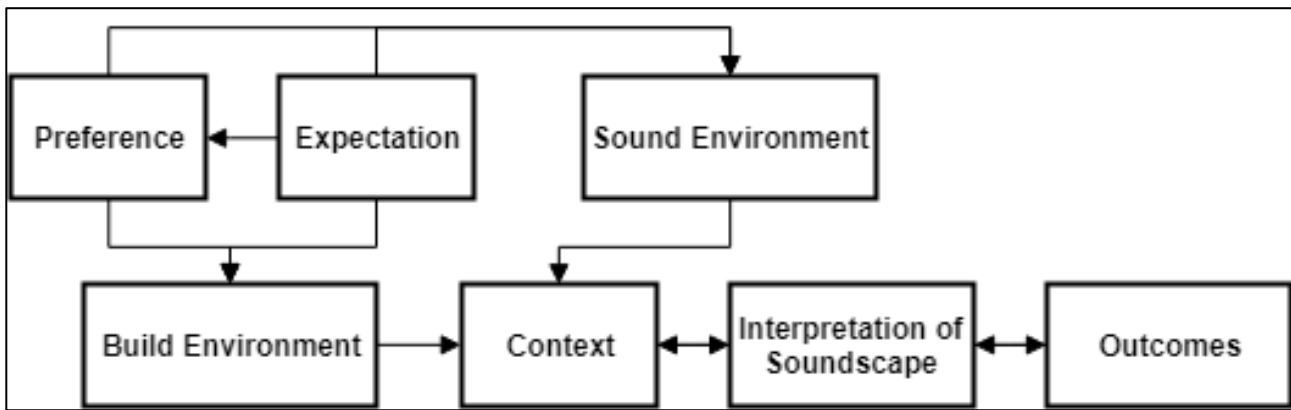 Preference
Expectation
Sound Environment
Build Environment
Context
Interpretation of
Soundscape
Outcomes